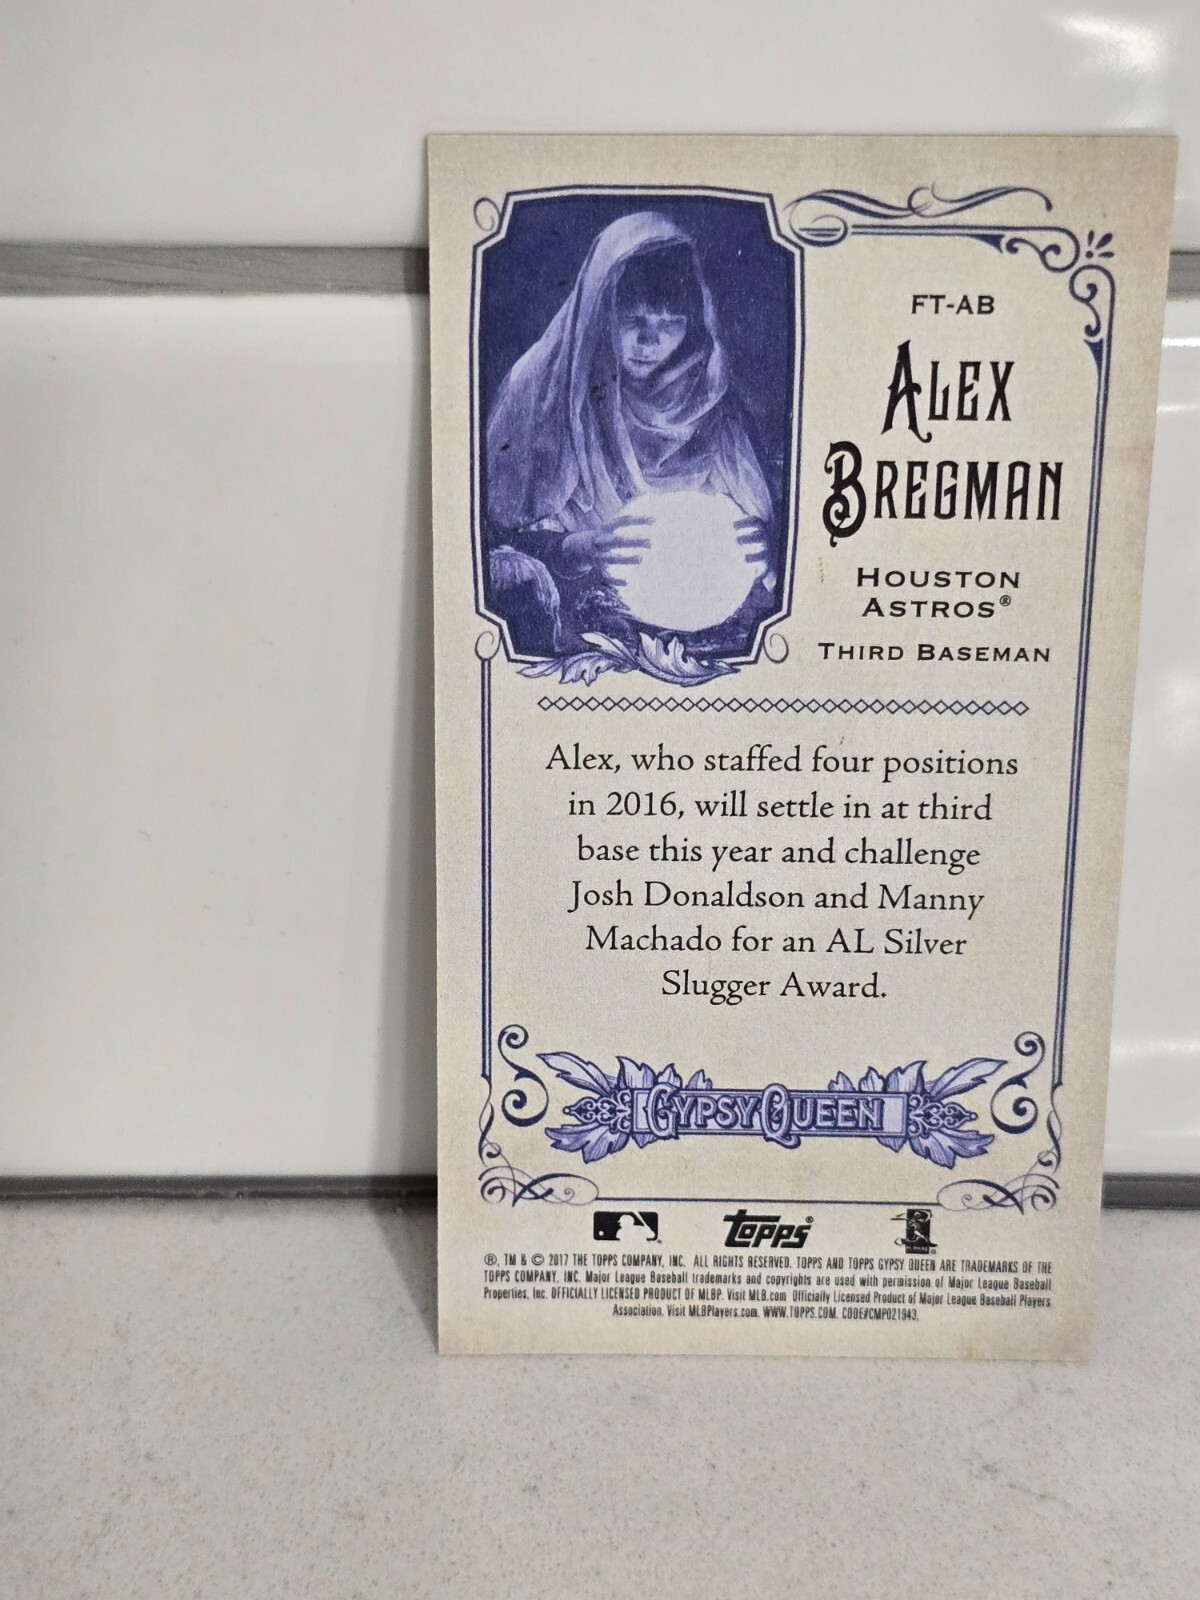 FT-AB
ALEX
BREGMAN
HOUSTON
ASTROS®
THIRD BASEMAN
Alex, who staffed four positions
in 2016, will settle in at third
base this year and challenge
Josh Donaldson and Manny
Machado for an AL Silver
Slugger Award.
GYPSY QUEEN
topps®
®, TM & © 2017 THE TOPPS COMPANY, INC. ALL RIGHTS RESERVED. TOPPS AND TOPPS GYPSY QUEEN ARE TRADEMARKS OF THE
TOPPS COMPANY, INC. Major League Baseball trademarks and copyrights are used with permission of Major League Baseball
Properties, Inc. OFFICIALLY LICENSED PRODUCT OF MLBP. Visit MLB.com Officially Licensed Product of Major League Baseball Players
Association. Visit MLBPlayers.com. WWW.TOPPS.COM. CODE#CMP021943.